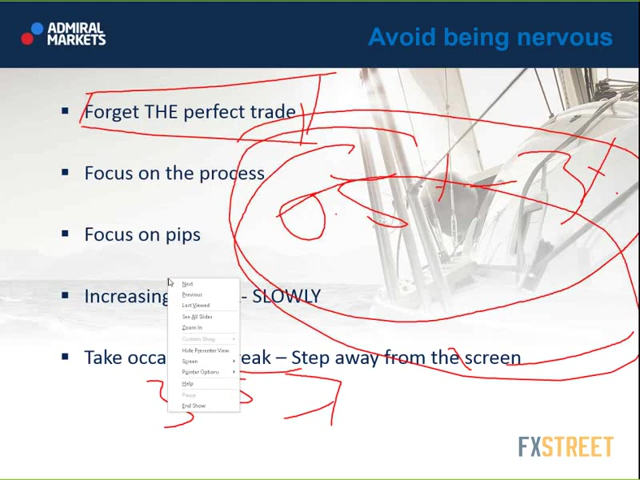 ADMIRAL
MARKETS
Avoid being nervous
Forget THE perfect trade
Focus on the process
Focus on pips
Increasing - SLOWLY
Take occa eak – Step away from the screen
Next
Previous
Last Viewed
See All Slides
Zoom In
Custom Show
Hide Presenter View
Screen
Pointer Options
Help
Pause
End Show
FXSTREET